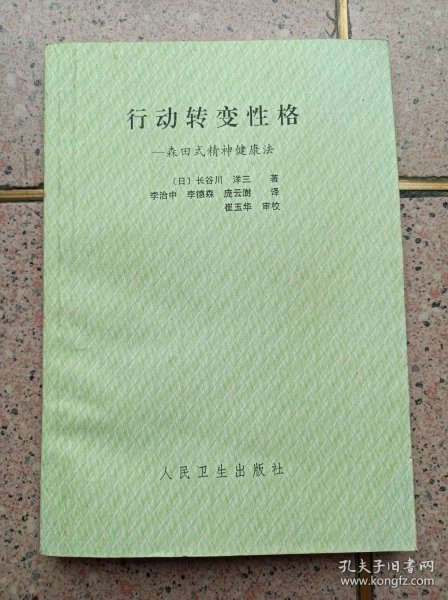 行动转变性格
—森田式精神健康法
〔日〕长谷川 洋三 著
李治中 李德森 庞云澍 译
崔玉华 审校
人民卫生出版社
孔夫子旧书网
www.kongfz.com